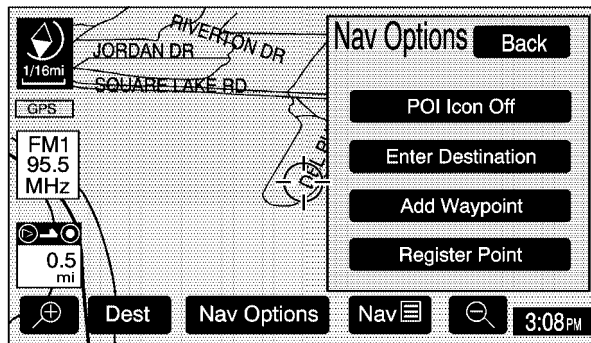 RIVERTON DR
JORDAN DR
SQUARE LAKE RD
1/16mi
GPS
FM1
95.5
MHz
0.5
mi
Nav Options
Back
POI Icon Off
Enter Destination
Add Waypoint
Register Point
Dest
Nav Options
Nav
3:08PM